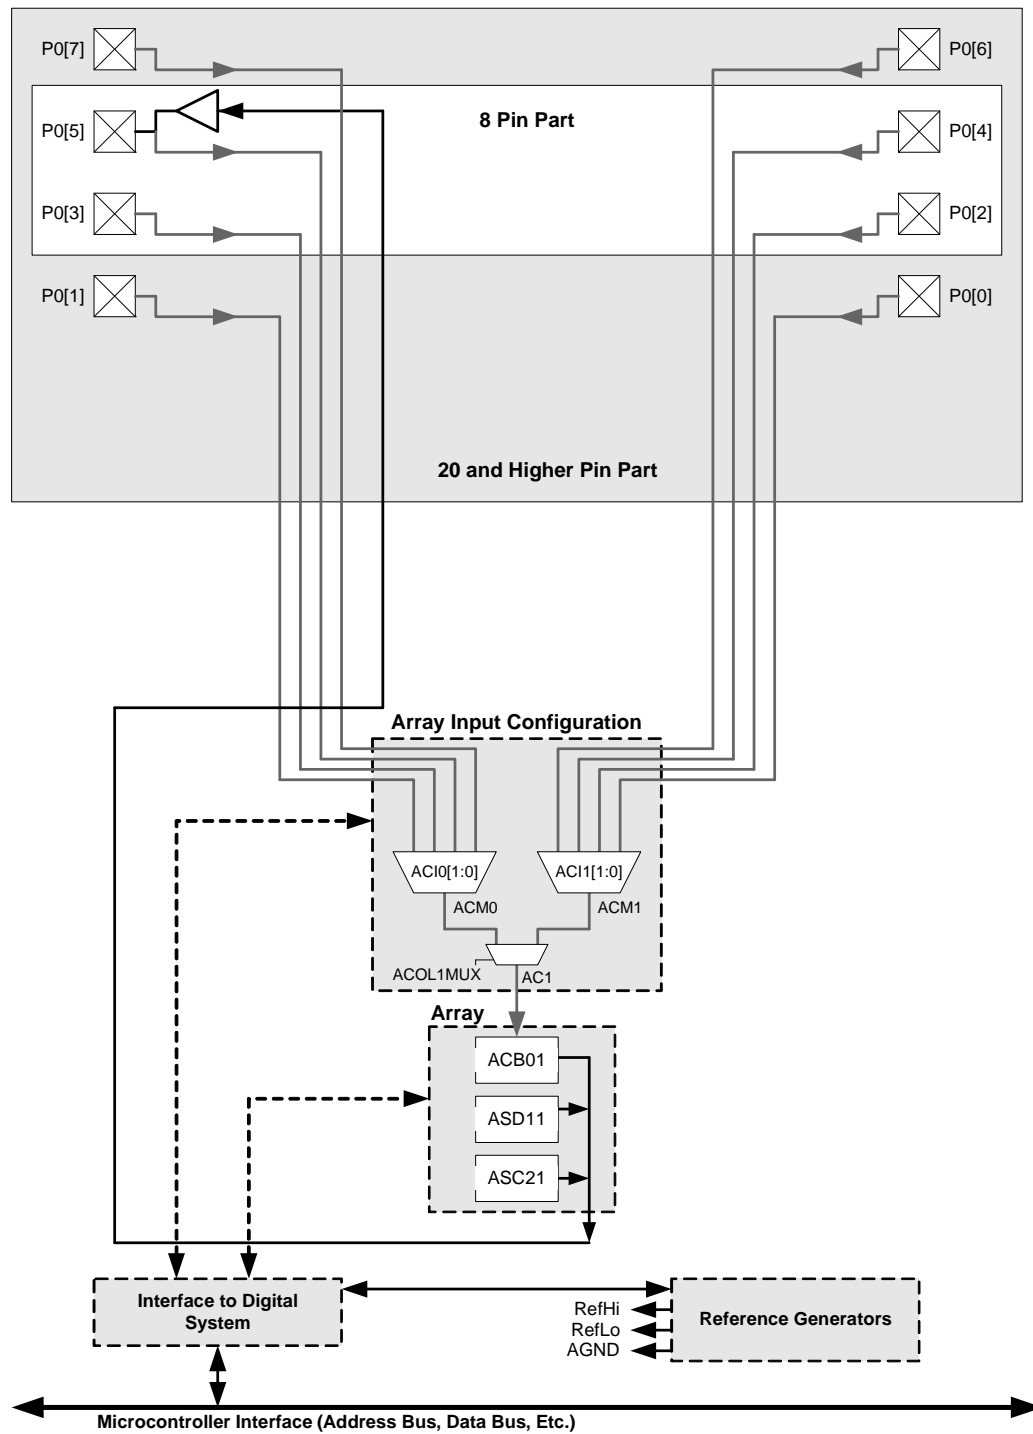 P0[7]
P0[6]
8 Pin Part
P0[5]
P0[4]
P0[3]
P0[2]
P0[1]
P0[0]
20 and Higher Pin Part
Array Input Configuration
ACI0[1:0]
ACI1[1:0]
ACM0
ACM1
ACOL1MUX
AC1
Array
ACB01
ASD11
ASC21
Interface to Digital
System
RefHi
RefLo
AGND
Reference Generators
Microcontroller Interface (Address Bus, Data Bus, Etc.)